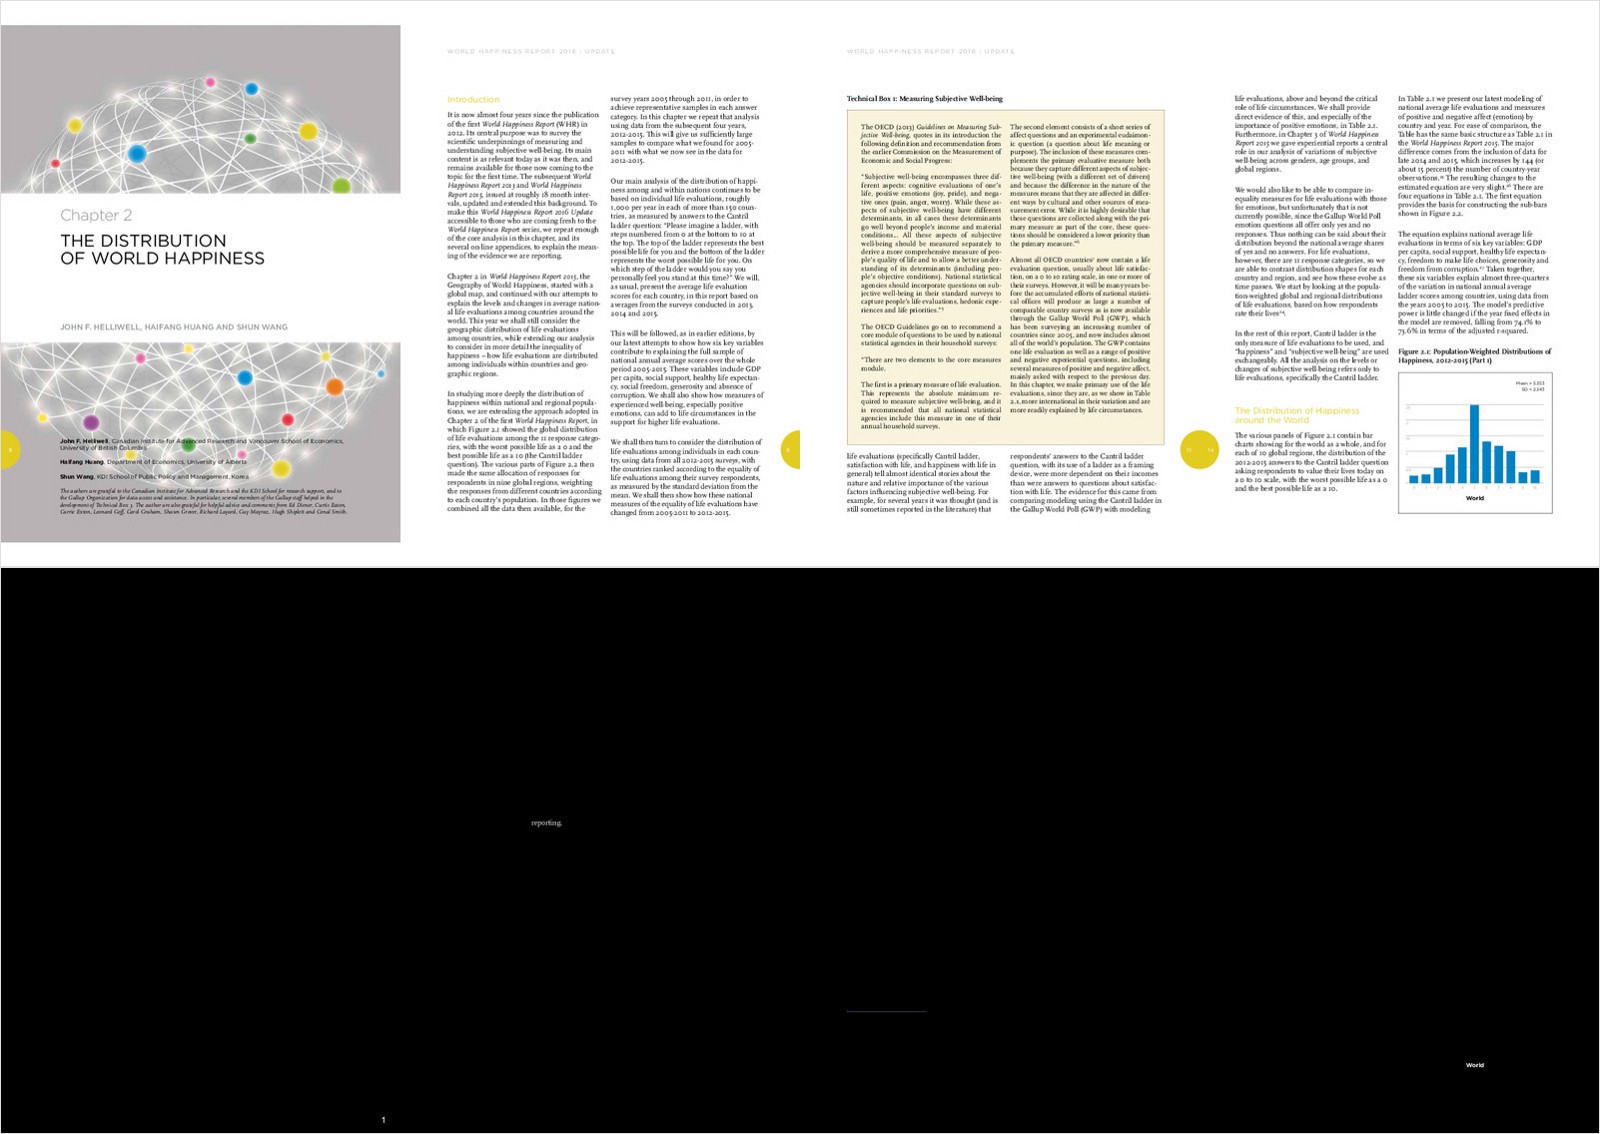 Chapter 2
THE DISTRIBUTION
OF WORLD HAPPINESS
JOHN F. HELLIWELL, HAIFANG HUANG AND SHUN WANG
John F. Helliwell, Canadian Institute for Advanced Research and Vancouver School of Economics,
University of British Columbia
Haifang Huang, Department of Economics, University of Alberta
Shun Wang, KDI School of Public Policy and Management, Korea
The authors are grateful to the Canadian Institute for Advanced Research and the KDI School for research support, and to
the Gallup Organization for data access and assistance. In particular, several members of the Gallup staff helped in the
development of Technical Box 3. The authors are also grateful for helpful advice and comments from Ed Diener, Curtis Eaton,
Carrie Exton, Leonard Goff, Carol Graham, Shawn Grover, Richard Layard, Guy Mayraz, Hugh Shiplett and Conal Smith.
WORLD HAPPINESS REPORT 2016 | UPDATE
Introduction
It is now almost four years since the publication
of the first World Happiness Report (WHR) in
2012. Its central purpose was to survey the
scientific underpinnings of measuring and
understanding subjective well-being. Its main
content is as relevant today as it was then, and
remains available for those now coming to the
topic for the first time. The subsequent World
Happiness Report 2013 and World Happiness
Report 2015, issued at roughly 18 month inter-
vals, updated and extended this background. To
make this World Happiness Report 2016 Update
accessible to those who are coming fresh to the
World Happiness Report series, we repeat enough
of the core analysis in this chapter, and its
several on-line appendices, to explain the mean-
ing of the evidence we are reporting.
Chapter 2 in World Happiness Report 2015, the
Geography of World Happiness, started with a
global map, and continued with our attempts to
explain the levels and changes in average nation-
al life evaluations among countries around the
world. This year we shall still consider the
geographic distribution of life evaluations
among countries, while extending our analysis
to consider in more detail the inequality of
happiness – how life evaluations are distributed
among individuals within countries and geo-
graphic regions.
In studying more deeply the distribution of
happiness within national and regional popula-
tions, we are extending the approach adopted in
Chapter 2 of the first World Happiness Report, in
which Figure 2.1 showed the global distribution
of life evaluations among the 11 response catego-
ries, with the worst possible life as a 0 and the
best possible life as a 10 (the Cantril ladder
question). The various parts of Figure 2.2 then
made the same allocation of responses for
respondents in nine global regions, weighting
the responses from different countries according
to each country's population. In those figures we
combined all the data then available, for the
survey years 2005 through 2011, in order to
achieve representative samples in each answer
category. In this chapter we repeat that analysis
using data from the subsequent four years,
2012-2015. This will give us sufficiently large
samples to compare what we found for 2005-
2011 with what we now see in the data for
2012-2015.
Our main analysis of the distribution of happi-
ness among and within nations continues to be
based on individual life evaluations, roughly
1,000 per year in each of more than 150 coun-
tries, as measured by answers to the Cantril
ladder question: "Please imagine a ladder, with
steps numbered from 0 at the bottom to 10 at
the top. The top of the ladder represents the best
possible life for you and the bottom of the ladder
represents the worst possible life for you. On
which step of the ladder would you say you
personally feel you stand at this time?" We will,
as usual, present the average life evaluation
scores for each country, in this report based on
averages from the surveys conducted in 2013,
2014 and 2015.
This will be followed, as in earlier editions, by
our latest attempts to show how six key variables
contribute to explaining the full sample of
national annual average scores over the whole
period 2005-2015. These variables include GDP
per capita, social support, healthy life expectan-
cy, social freedom, generosity and absence of
corruption. We shall also show how measures of
experienced well-being, especially positive
emotions, can add to life circumstances in the
support for higher life evaluations.
We shall then turn to consider the distribution of
life evaluations among individuals in each coun-
try, using data from all 2012-2015 surveys, with
the countries ranked according to the equality of
life evaluations among their survey respondents,
as measured by the standard deviation from the
mean. We shall then show how these national
measures of the equality of life evaluations have
changed from 2005-2011 to 2012-2015.
WORLD HAPPINESS REPORT 2016 | UPDATE
Technical Box 1: Measuring Subjective Well-being
The OECD (2013) Guidelines on Measuring Sub-
jective Well-being, quotes in its introduction the
following definition and recommendation from
the earlier Commission on the Measurement of
Economic and Social Progress:
"Subjective well-being encompasses three dif-
ferent aspects: cognitive evaluations of one's
life, positive emotions (joy, pride), and nega-
tive ones (pain, anger, worry). While these as-
pects of subjective well-being have different
determinants, in all cases these determinants
go well beyond people's income and material
conditions... All these aspects of subjective
well-being should be measured separately to
derive a more comprehensive measure of peo-
ple's quality of life and to allow a better under-
standing of its determinants (including peo-
ple's objective conditions). National statistical
agencies should incorporate questions on sub-
jective well-being in their standard surveys to
capture people's life evaluations, hedonic expe-
riences and life priorities."5
The OECD Guidelines go on to recommend a
core module of questions to be used by national
statistical agencies in their household surveys:
"There are two elements to the core measures
module.
The first is a primary measure of life evaluation.
This represents the absolute minimum re-
quired to measure subjective well-being, and it
is recommended that all national statistical
agencies include this measure in one of their
annual household surveys.
The second element consists of a short series of
affect questions and an experimental eudaimon-
ic question (a question about life meaning or
purpose). The inclusion of these measures com-
plements the primary evaluative measure both
because they capture different aspects of subjec-
tive well-being (with a different set of drivers)
and because the difference in the nature of the
measures means that they are affected in differ-
ent ways by cultural and other sources of mea-
surement error. While it is highly desirable that
these questions are collected along with the pri-
mary measure as part of the core, these ques-
tions should be considered a lower priority than
the primary measure."6
Almost all OECD countries7 now contain a life
evaluation question, usually about life satisfac-
tion, on a 0 to 10 rating scale, in one or more of
their surveys. However, it will be many years be-
fore the accumulated efforts of national statisti-
cal offices will produce as large a number of
comparable country surveys as is now available
through the Gallup World Poll (GWP), which
has been surveying an increasing number of
countries since 2005, and now includes almost
all of the world's population. The GWP contains
one life evaluation as well as a range of positive
and negative experiential questions, including
several measures of positive and negative affect,
mainly asked with respect to the previous day.
In this chapter, we make primary use of the life
evaluations, since they are, as we show in Table
2.1, more international in their variation and are
more readily explained by life circumstances.
life evaluations (specifically Cantril ladder,
satisfaction with life, and happiness with life in
general) tell almost identical stories about the
nature and relative importance of the various
factors influencing subjective well-being. For
example, for several years it was thought (and is
still sometimes reported in the literature) that
respondents' answers to the Cantril ladder
question, with its use of a ladder as a framing
device, were more dependent on their incomes
than were answers to questions about satisfac-
tion with life. The evidence for this came from
comparing modeling using the Cantril ladder in
the Gallup World Poll (GWP) with modeling
life evaluations, above and beyond the critical
role of life circumstances. We shall provide
direct evidence of this, and especially of the
importance of positive emotions, in Table 2.1.
Furthermore, in Chapter 3 of World Happiness
Report 2015 we gave experiential reports a central
role in our analysis of variations of subjective
well-being across genders, age groups, and
global regions.
We would also like to be able to compare in-
equality measures for life evaluations with those
for emotions, but unfortunately that is not
currently possible, since the Gallup World Poll
emotion questions all offer only yes and no
responses. Thus nothing can be said about their
distribution beyond the national average shares
of yes and no answers. For life evaluations,
however, there are 11 response categories, so we
are able to contrast distribution shapes for each
country and region, and see how these evolve as
time passes. We start by looking at the popula-
tion-weighted global and regional distributions
of life evaluations, based on how respondents
rate their lives14.
In the rest of this report, Cantril ladder is the
only measure of life evaluations to be used, and
"happiness" and "subjective well-being" are used
exchangeably. All the analysis on the levels or
changes of subjective well-being refers only to
life evaluations, specifically the Cantril ladder.
The Distribution of Happiness
around the World
The various panels of Figure 2.1 contain bar
charts showing for the world as a whole, and for
each of 10 global regions, the distribution of the
2012-2015 answers to the Cantril ladder question
asking respondents to value their lives today on
a 0 to 10 scale, with the worst possible life as a 0
and the best possible life as a 10.
In Table 2.1 we present our latest modeling of
national average life evaluations and measures
of positive and negative affect (emotion) by
country and year. For ease of comparison, the
Table has the same basic structure as Table 2.1 in
the World Happiness Report 2015. The major
difference comes from the inclusion of data for
late 2014 and 2015, which increases by 144 (or
about 15 percent) the number of country-year
observations. The resulting changes to the
estimated equation are very slight.16 There are
four equations in Table 2.1. The first equation
provides the basis for constructing the sub-bars
shown in Figure 2.2.
The equation explains national average life
evaluations in terms of six key variables: GDP
per capita, social support, healthy life expectan-
cy, freedom to make life choices, generosity and
freedom from corruption.17 Taken together,
these six variables explain almost three-quarters
of the variation in national annual average
ladder scores among countries, using data from
the years 2005 to 2015. The model's predictive
power is little changed if the year fixed effects in
the model are removed, falling from 74.1% to
73.6% in terms of the adjusted r-squared.
Figure 2.1: Population-Weighted Distributions of
Happiness, 2012-2015 (Part 1)
World
reporting.
World
1